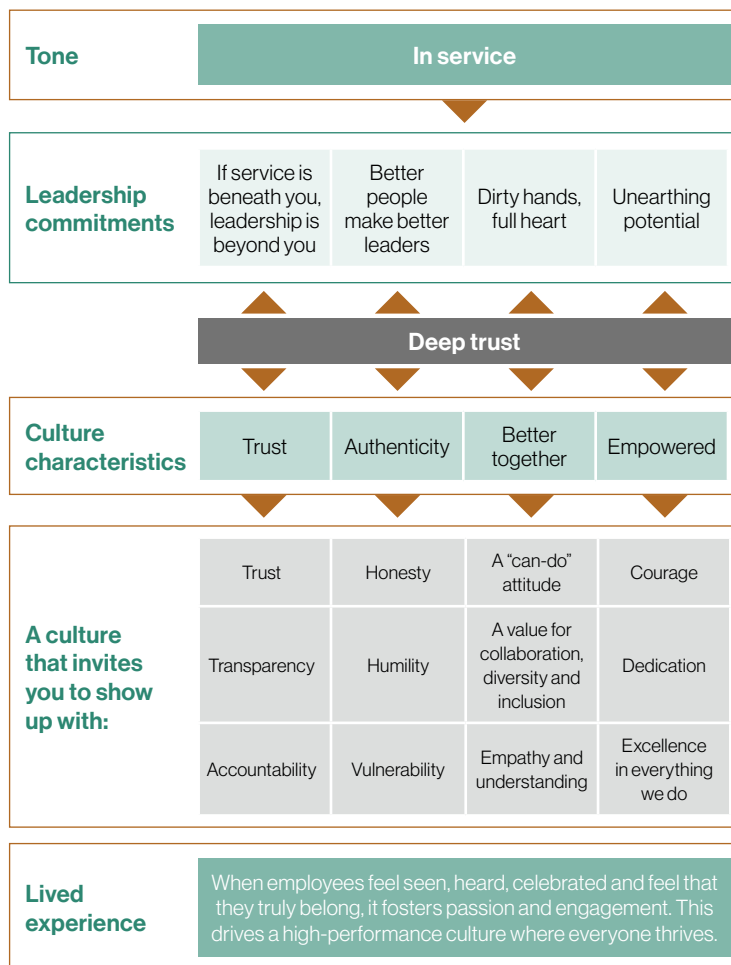 Tone
In service
Leadership
commitments
If service is
beneath you,
leadership is
beyond you
Better
people
make better
leaders
Dirty hands,
full heart
Unearthing
potential
Deep trust
Culture
characteristics
Trust
Authenticity
Better
together
Empowered
A culture
that invites
you to show
up with:
Trust
Honesty
A “can-do”
attitude
Courage
Transparency
Humility
A value for
collaboration,
diversity and
inclusion
Dedication
Accountability
Vulnerability
Empathy and
understanding
Excellence
in everything
we do
Lived
experience
When employees feel seen, heard, celebrated and feel that
they truly belong, it fosters passion and engagement. This
drives a high-performance culture where everyone thrives.